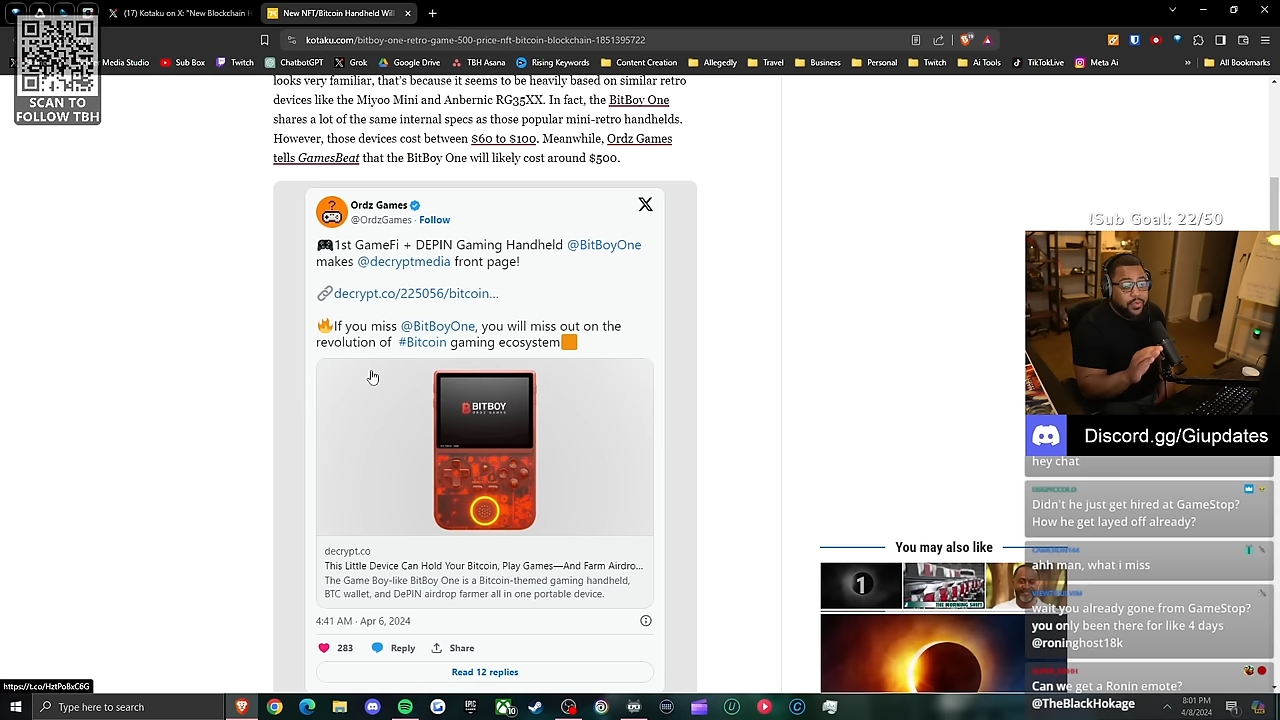 (17) Kotaku on X: "New Blockchain H
New NFT/Bitcoin Handheld Wil
kotaku.com/bitboy-one-retro-game-500-price-nft-bitcoin-blockchain-1851395722
Media Studio
Sub Box
Twitch
ChatbotGPT
X
Grok
Google Drive
TBH Asana
Rising Keywords
Content Creation
Allegedly
Travel
Business
Personal
Twitch
Ai Tools
TikTokLive
Meta Ai
All Bookmarks
SCAN TO
FOLLOW TBH
looks very familiar, that's because it seems to be heavily based on similar retro
devices like the Miyoo Mini and Anbernic RG35XX. In fact, the BitBoy One
shares a lot of the same internal specs as those popular mini-retro handhelds.
However, those devices cost between $60 to $100. Meanwhile, Ordz Games
tells GamesBeat that the BitBoy One will likely cost around $500.
Ordz Games
@OrdzGames · Follow
1st GameFi + DEPIN Gaming Handheld @BitBoyOne
makes @decryptmedia front page!
decrypt.co/225056/bitcoin...
If you miss @BitBoyOne, you will miss out on the
revolution of #Bitcoin gaming ecosystem
BITBOY
ORDZ GAMES
decrypt.co
This Little Device Can Hold Your Bitcoin, Play Games—And Farm Airdro...
The Game Boy-like BitBoy One is a Bitcoin-themed gaming handheld,
BTC wallet, and DePIN airdrop farmer all in one portable device.
4:41 AM · Apr 6, 2024
283
Reply
Share
Read 12 replies
You may also like
1
THE MORNING SHIFT
!Sub Goal: 22/50
Discord.gg/Giupdates
hey chat
Didn't he just get hired at GameStop?
How he get layed off already?
ahh man, what i miss
wait you already gone from GameStop?
you only been there for like 4 days
@roninghost18k
Can we get a Ronin emote?
@TheBlackHokage
https://t.co/HztPoBxC6G
Type here to search
8:01 PM
4/8/2024